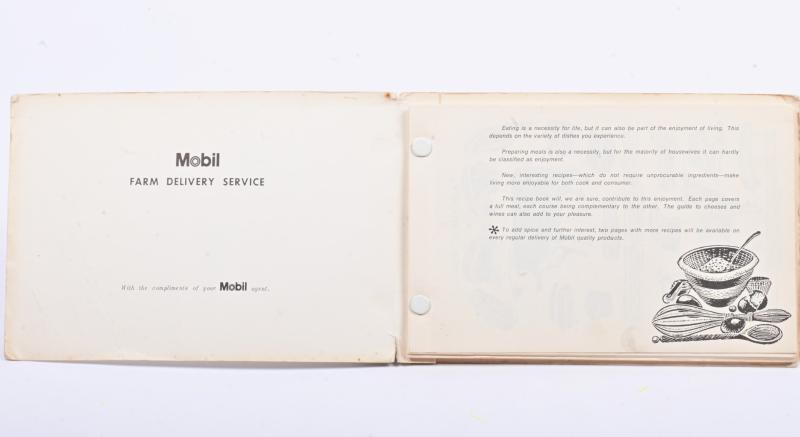 Mobil
FARM DELIVERY SERVICE
With the compliments of your Mobil agent.
Eating is a necessity for life, but it can also be part of the enjoyment of living. This
depends on the variety of dishes you experience.
Preparing meals is also a necessity, but for the majority of housewives it can hardly
be classified as enjoyment.
New, interesting recipes—which do not require unprocurable ingredients—make
living more enjoyable for both cook and consumer.
This recipe book will, we are sure, contribute to this enjoyment. Each page covers
a full meal, each course being complementary to the other. The guide to cheeses and
wines can also add to your pleasure.
* To add spice and further interest, two pages with more recipes will be available on
every regular delivery of Mobil quality products.